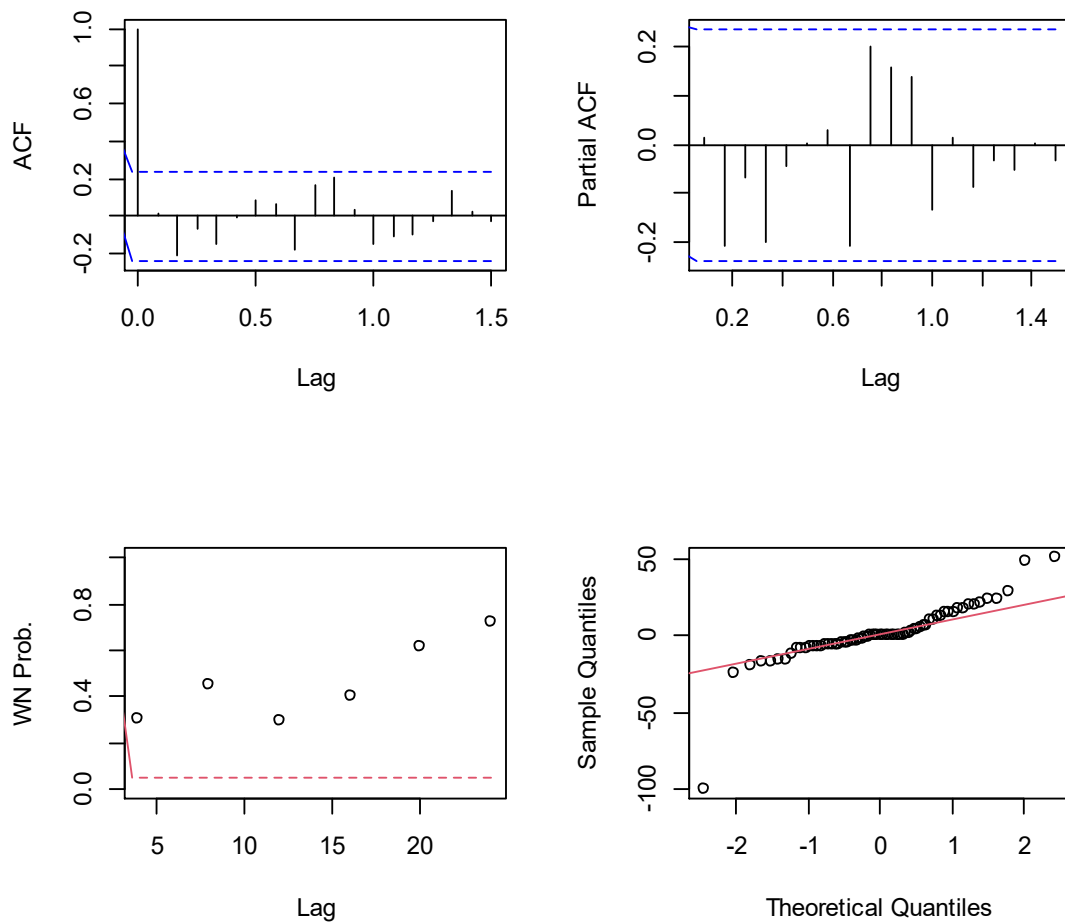 ACF
1.0
0.6
0.2
-0.2
0.0 0.5 1.0 1.5
Lag
Partial ACF
0.2
0.0
-0.2
0.2 0.6 1.0 1.4
Lag
WN Prob.
0.8
0.4
0.0
5 10 15 20
Lag
Sample Quantiles
50
0
-50
-100
-2 -1 0 1 2
Theoretical Quantiles